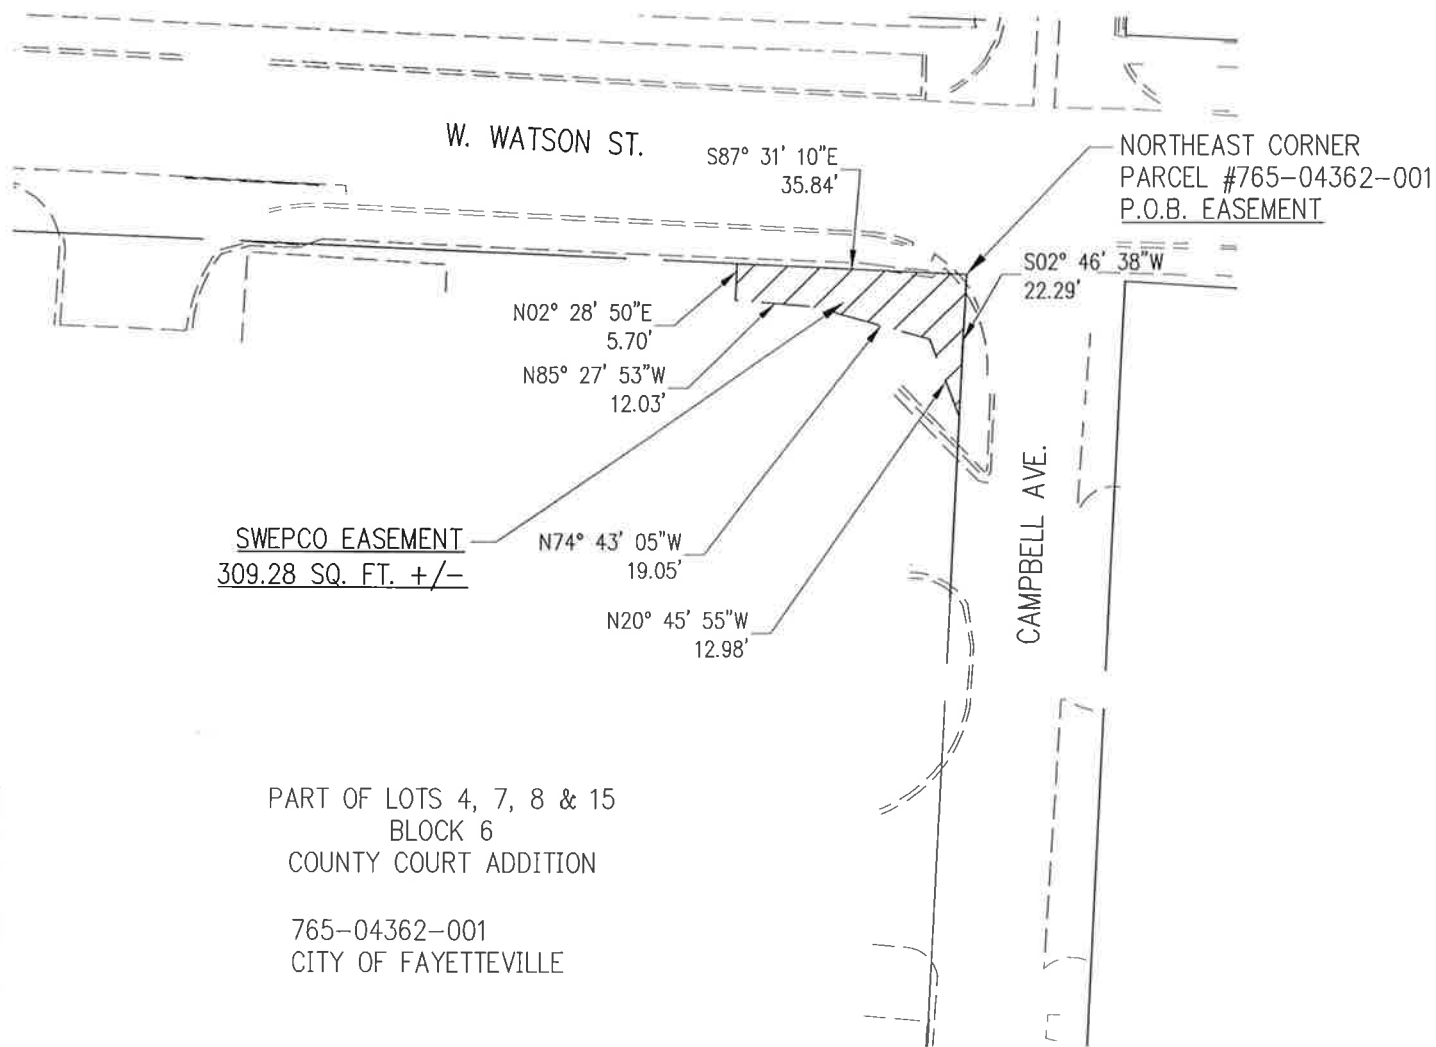 W. WATSON ST.
S87° 31' 10"E
35.84'
NORTHEAST CORNER
PARCEL #765-04362-001
P.O.B. EASEMENT
S02° 46' 38"W
22.29'
N02° 28' 50"E
5.70'
N85° 27' 53"W
12.03'
SWEPCO EASEMENT
309.28 SQ. FT. +/-
N74° 43' 05"W
19.05'
N20° 45' 55"W
12.98'
CAMPBELL AVE.
PART OF LOTS 4, 7, 8 & 15
BLOCK 6
COUNTY COURT ADDITION
765-04362-001
CITY OF FAYETTEVILLE